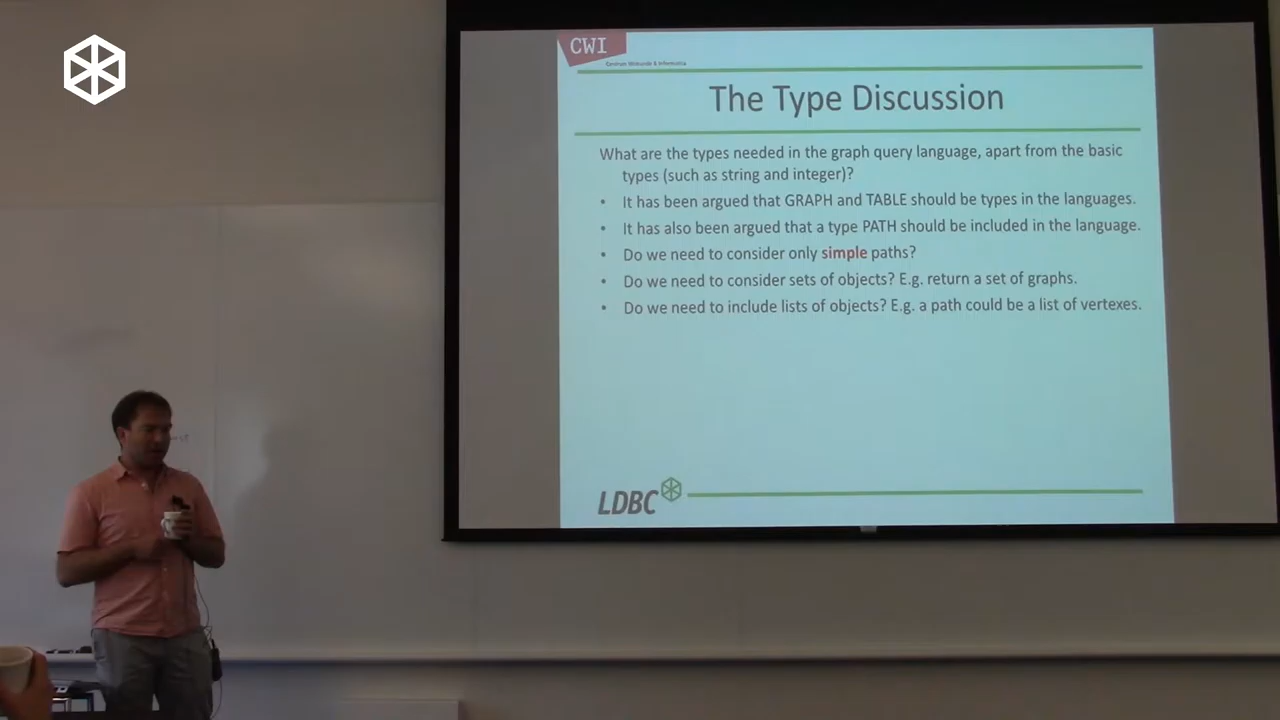 CWI
Centrum Wiskunde & Informatica
The Type Discussion
What are the types needed in the graph query language, apart from the basic
types (such as string and integer)?
• It has been argued that GRAPH and TABLE should be types in the languages.
• It has also been argued that a type PATH should be included in the language.
• Do we need to consider only simple paths?
• Do we need to consider sets of objects? E.g. return a set of graphs.
• Do we need to include lists of objects? E.g. a path could be a list of vertexes.
LDBC